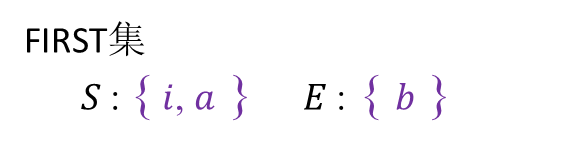 FIRST集
S : { i, a } E : { b }